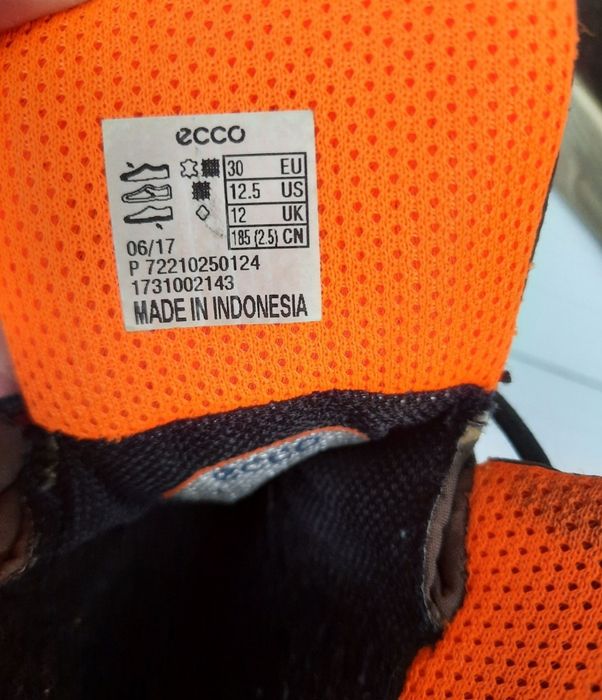 ecco
30 EU
12.5 US
12 UK
185 (2.5) CN
06/17
P 72210250124
1731002143
MADE IN INDONESIA